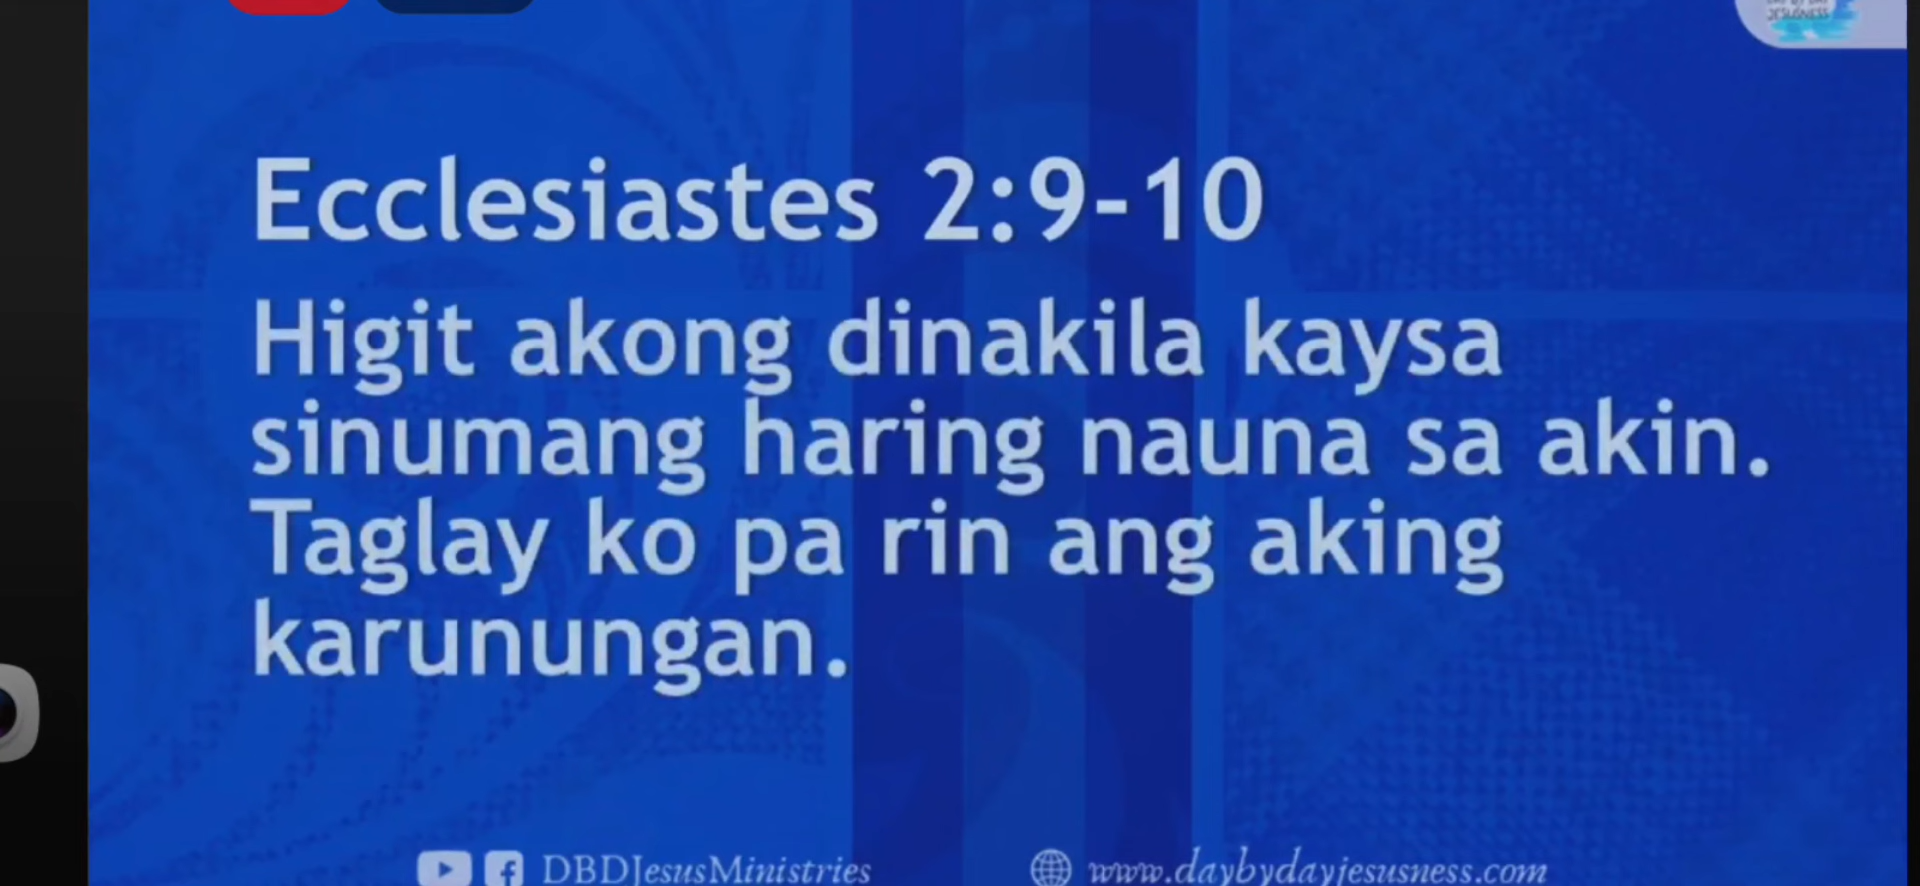 JESUSNESS
Ecclesiastes 2:9-10
Higit akong dinakila kaysa
sinumang haring nauna sa akin.
Taglay ko pa rin ang aking
karunungan.
DBDJesusMinistries
www.daybydayjesusness.com